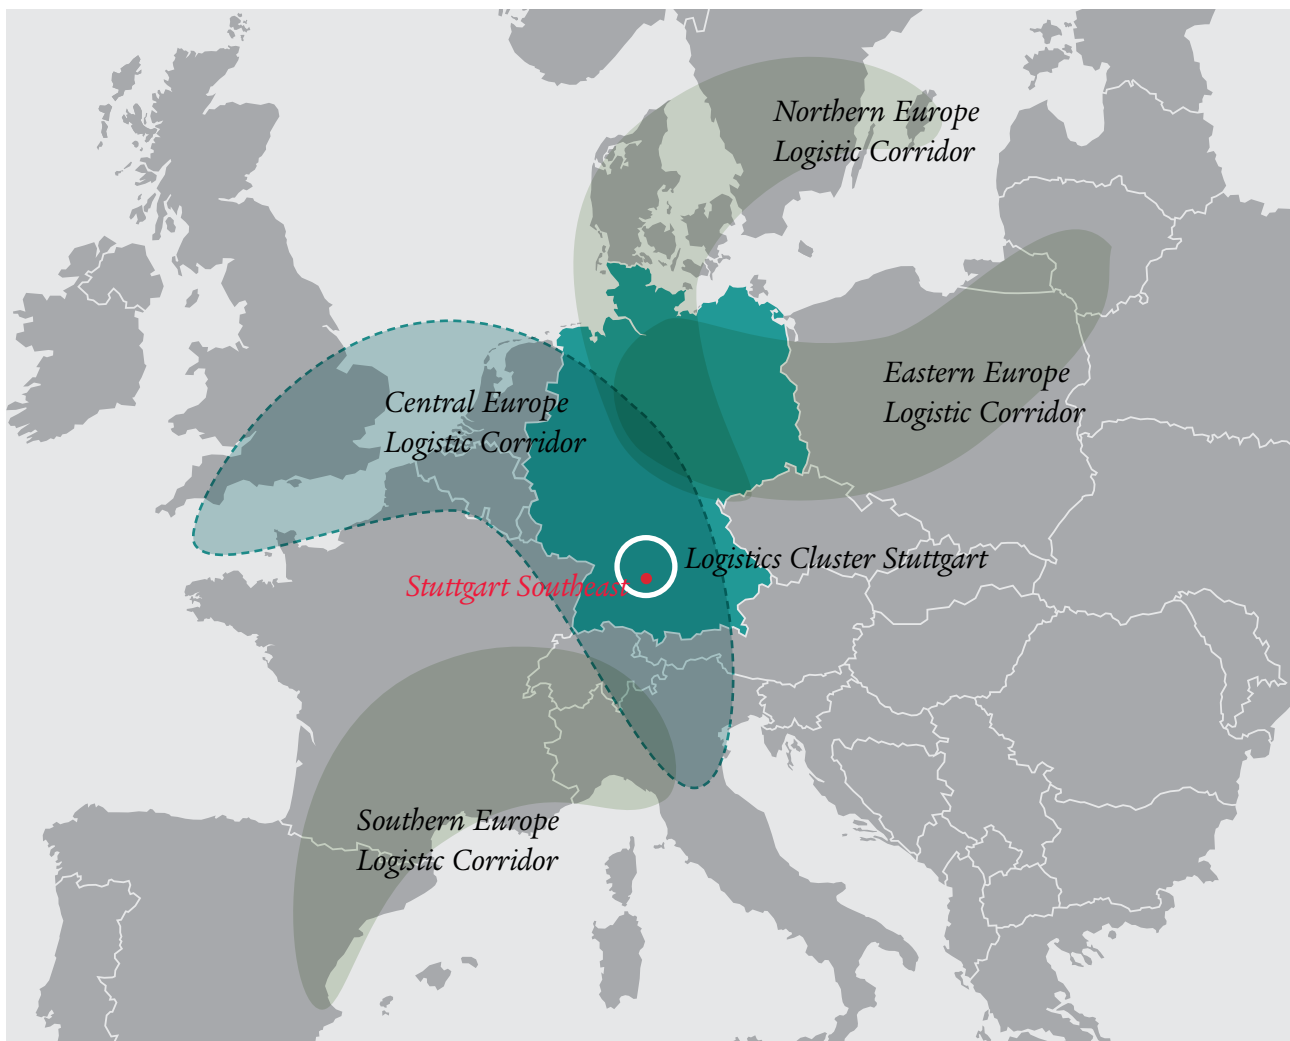 Northern Europe
Logistic Corridor
Eastern Europe
Logistic Corridor
Central Europe
Logistic Corridor
Logistics Cluster Stuttgart
Stuttgart Southeast
Southern Europe
Logistic Corridor